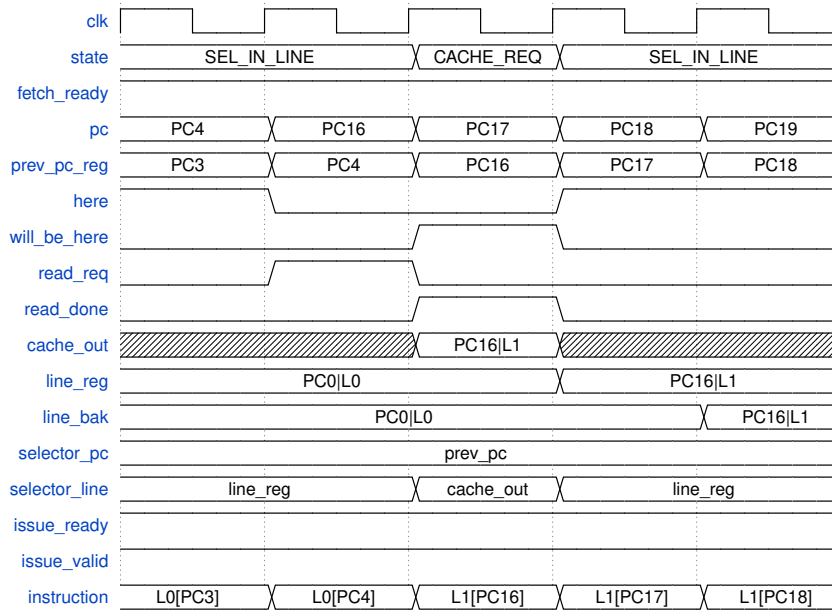 clk
state SEL_IN_LINE CACHE_REQ SEL_IN_LINE
fetch_ready
pc PC4 PC16 PC17 PC18 PC19
prev_pc_reg PC3 PC4 PC16 PC17 PC18
here
will_be_here
read_req
read_done
cache_out PC16|L1
line_reg PC0|L0 PC16|L1
line_bak PC0|L0 PC16|L1
selector_pc prev_pc
selector_line line_reg cache_out line_reg
issue_ready
issue_valid
instruction L0[PC3] L0[PC4] L1[PC16] L1[PC17] L1[PC18]